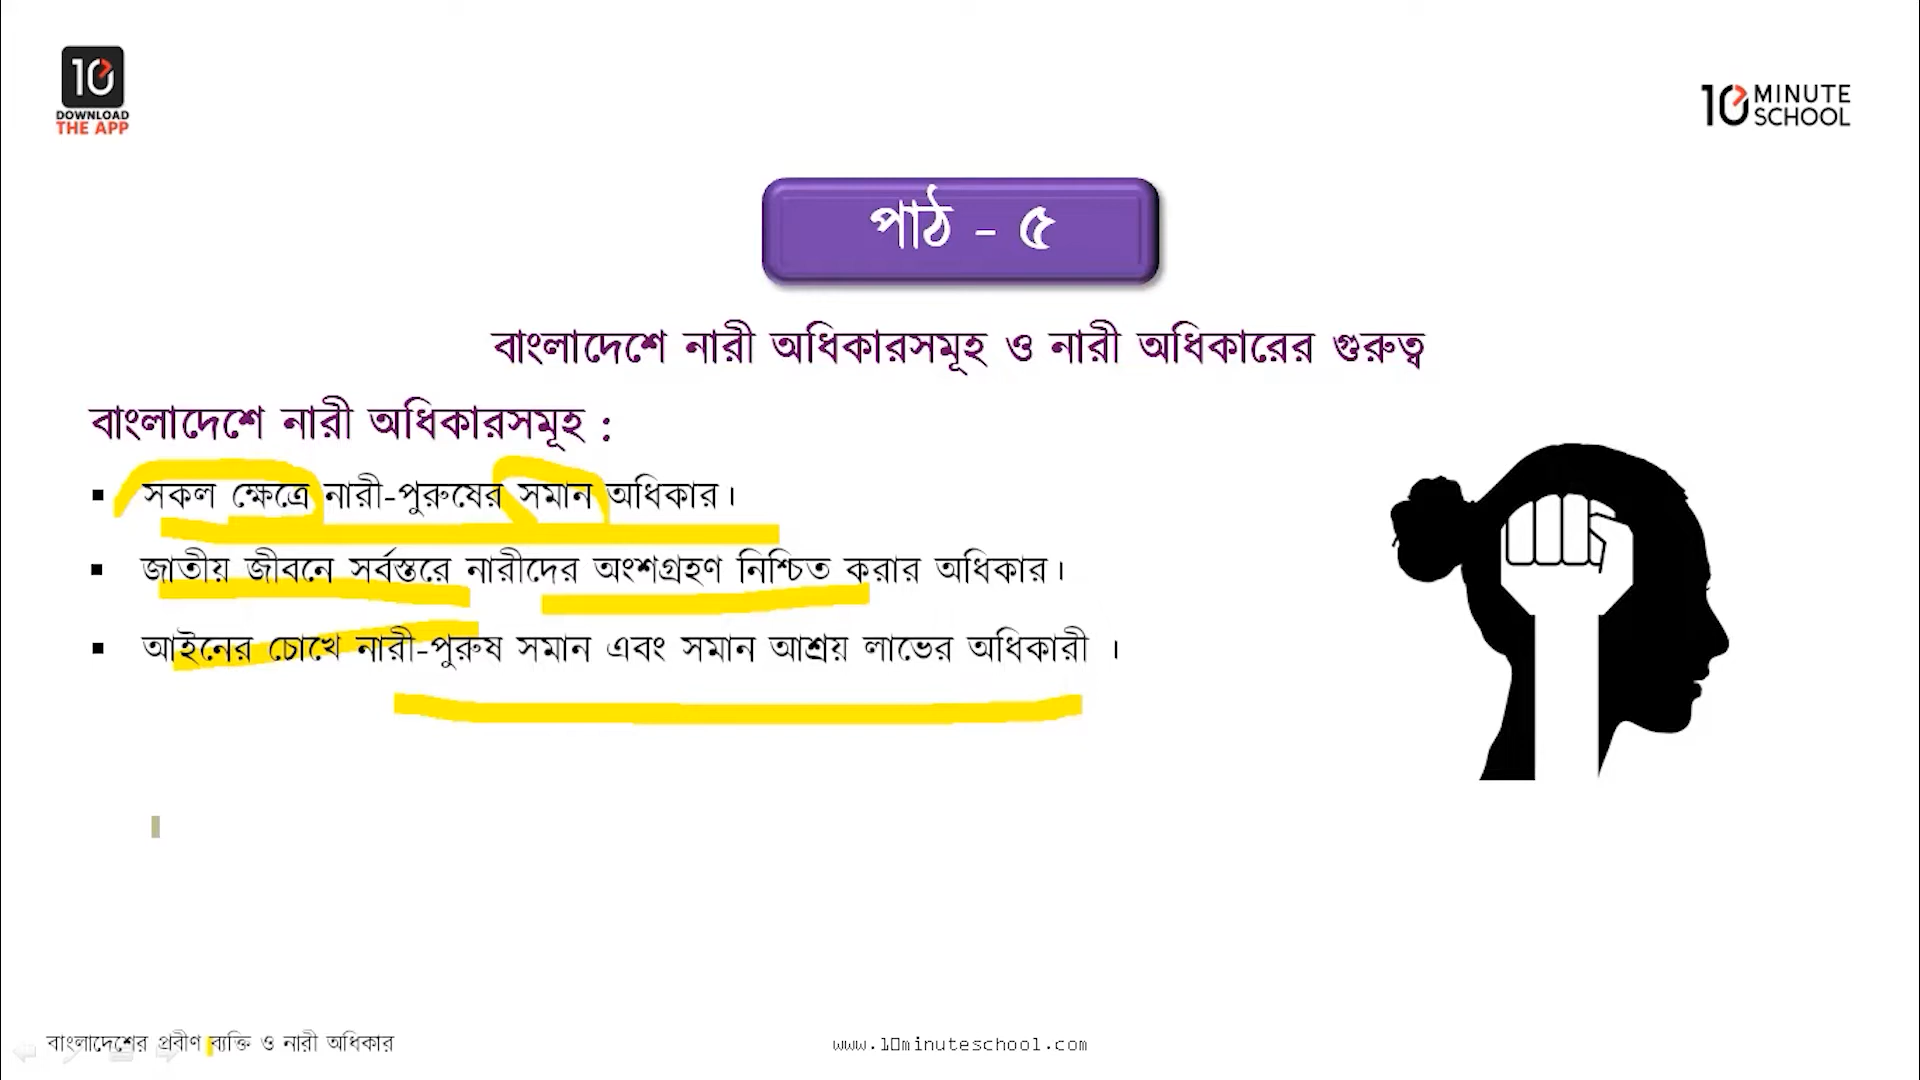 10
DOWNLOAD
THE APP
10 MINUTE
SCHOOL
পাঠ - ৫
বাংলাদেশে নারী অধিকারসমূহ ও নারী অধিকারের গুরুত্ব
বাংলাদেশে নারী অধিকারসমূহ :
▪ সকল ক্ষেত্রে নারী-পুরুষের সমান অধিকার।
▪ জাতীয় জীবনে সর্বস্তরে নারীদের অংশগ্রহণ নিশ্চিত করার অধিকার।
▪ আইনের চোখে নারী-পুরুষ সমান এবং সমান আশ্রয় লাভের অধিকারী ।
বাংলাদেশের প্রবীণ ব্যক্তি ও নারী অধিকার
www.10minuteschool.com